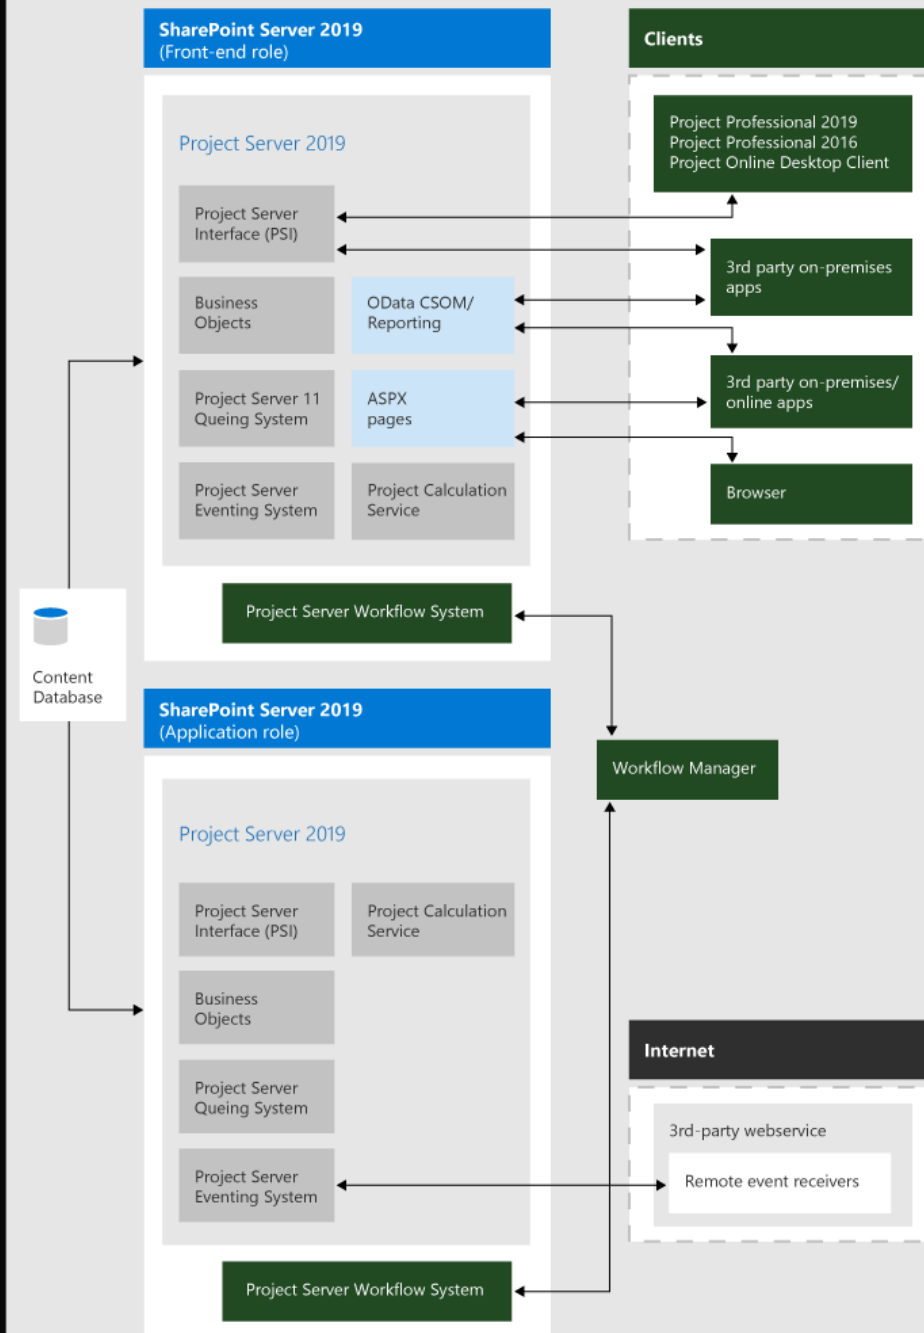 SharePoint Server 2019
(Front-end role)
Project Server 2019
Project Server
Interface (PSI)
Business
Objects
OData CSOM/
Reporting
Project Server 11
Queing System
ASPX
pages
Project Server
Eventing System
Project Calculation
Service
Project Server Workflow System
Clients
Project Professional 2019
Project Professional 2016
Project Online Desktop Client
3rd party on-premises
apps
3rd party on-premises/
online apps
Browser
Content
Database
SharePoint Server 2019
(Application role)
Project Server 2019
Project Server
Interface (PSI)
Project Calculation
Service
Business
Objects
Project Server
Queing System
Project Server
Eventing System
Project Server Workflow System
Workflow Manager
Internet
3rd-party webservice
Remote event receivers